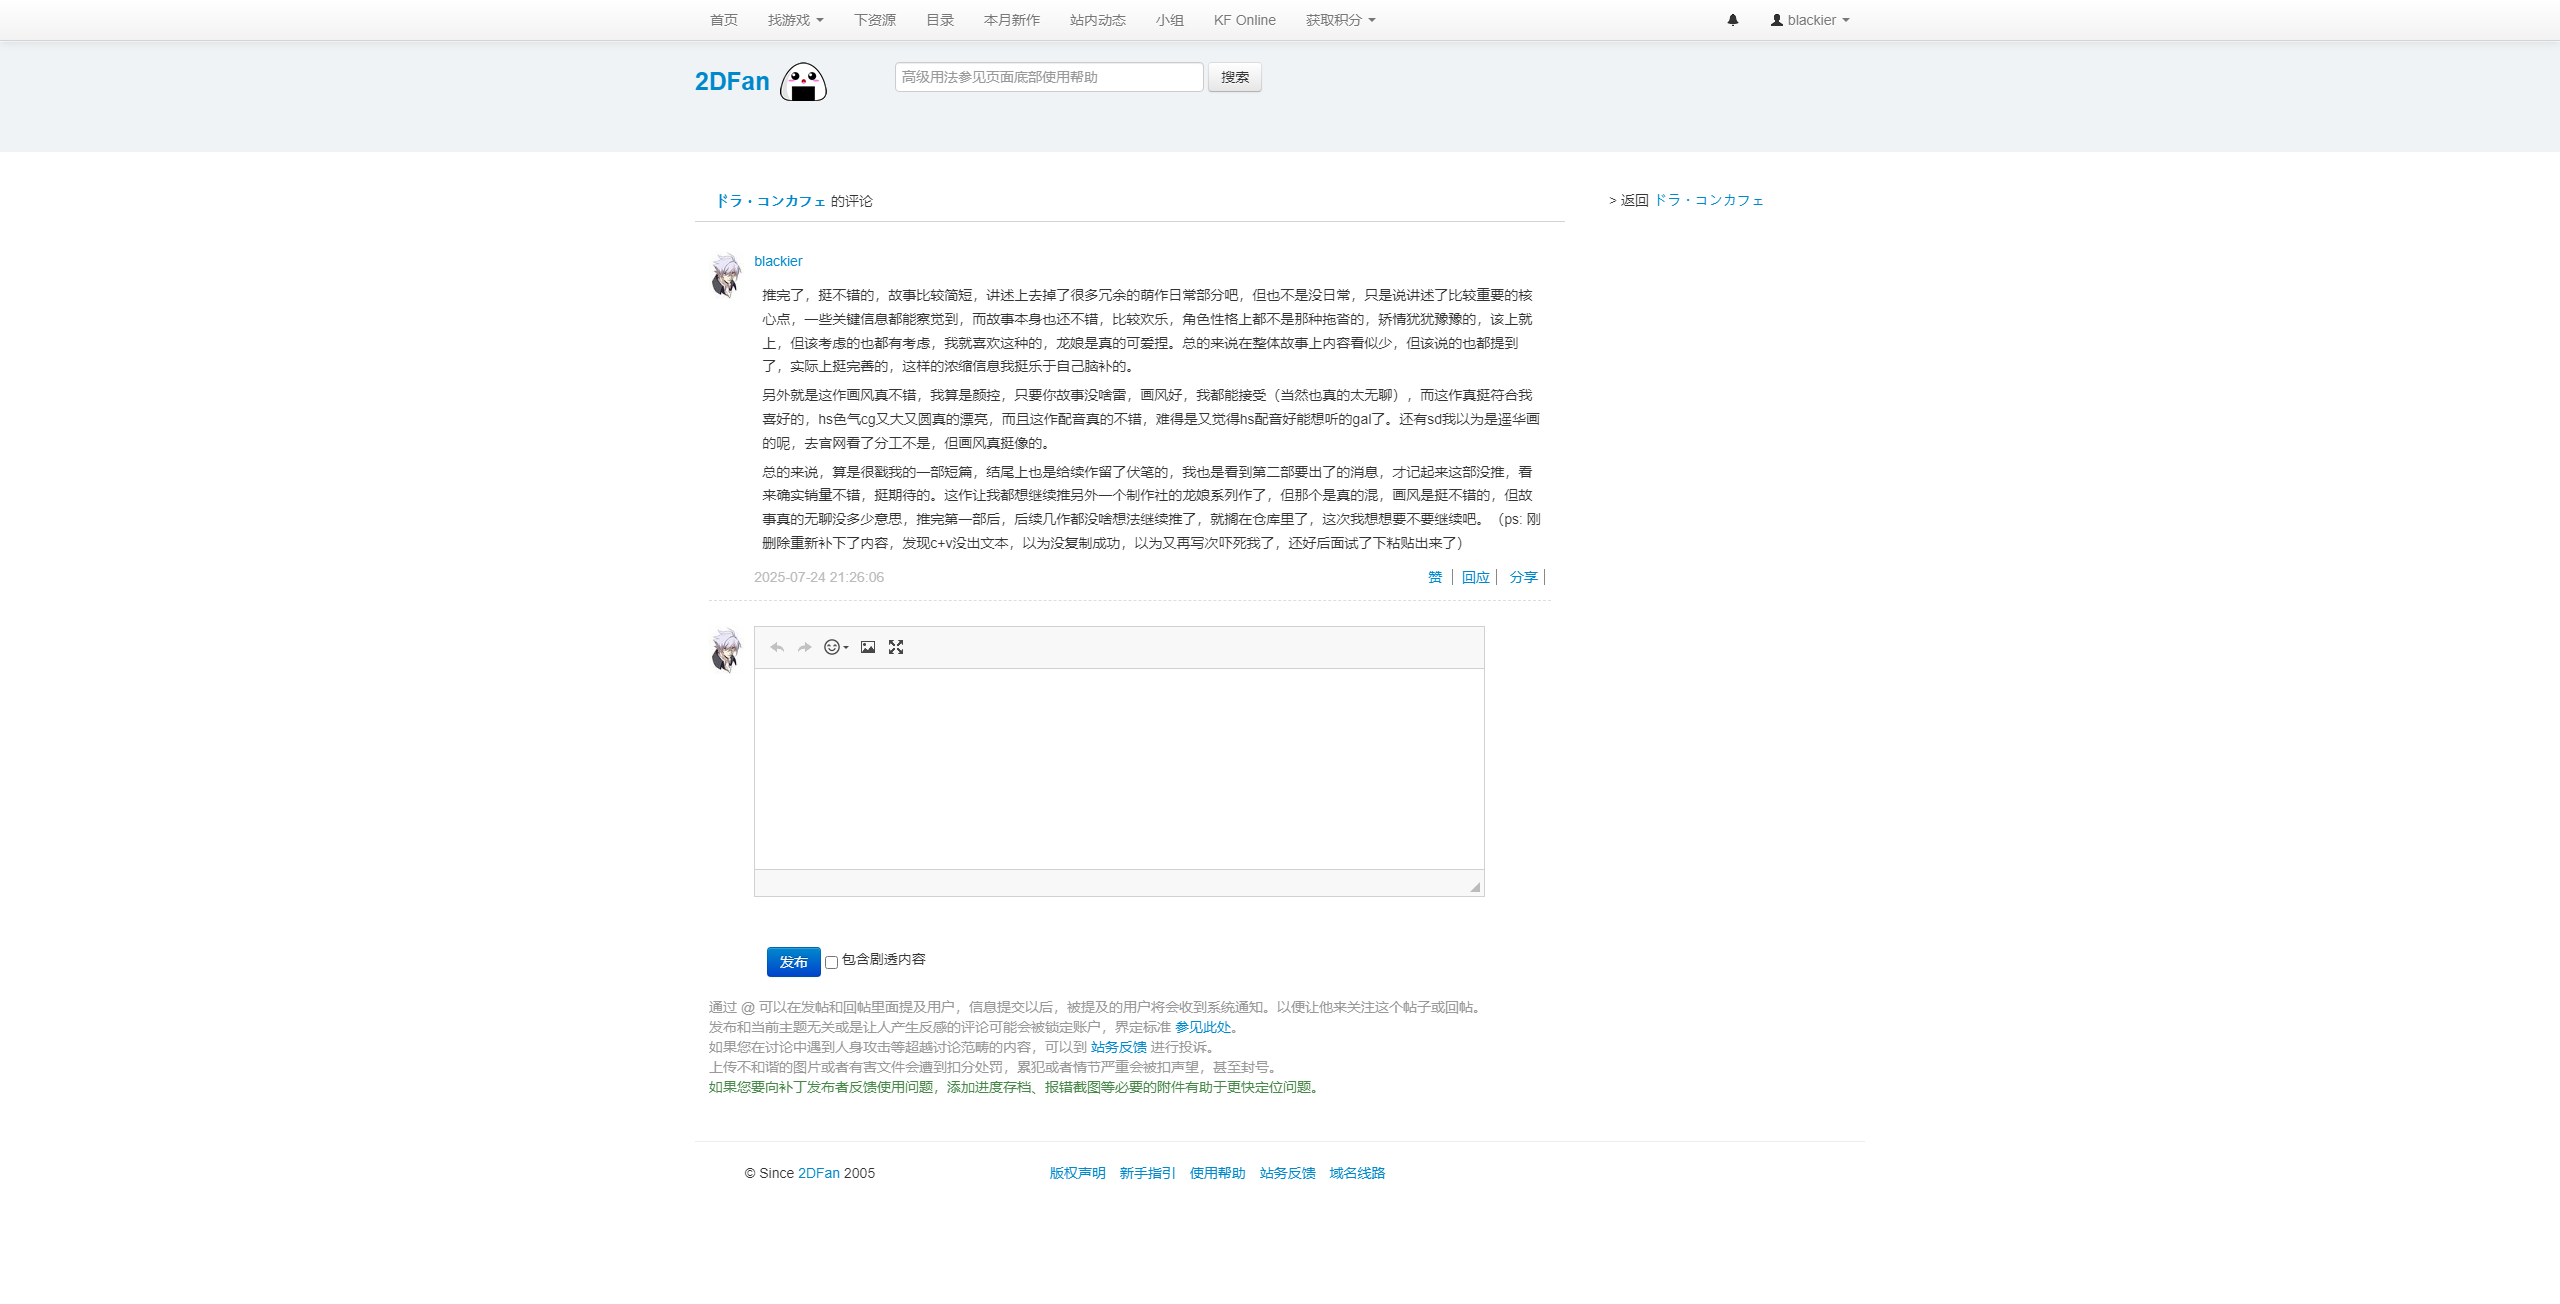 首页 找游戏 下资源 目录 本月新作 站内动态 小组 KF Online 获取积分 blackier
2DFan 高级用法参见页面底部使用帮助 搜索
ドラ・コンカフェ 的评论
> 返回 ドラ・コンカフェ
blackier
推完了，挺不错的，故事比较简短，讲述上去掉了很多冗余的萌作日常部分吧，但也不是没日常，只是说讲述了比较重要的核
心点，一些关键信息都能察觉到，而故事本身也还不错，比较欢乐，角色性格上都不是那种拖沓的，矫情犹犹豫豫的，该上就
上，但该考虑的也都有考虑，我就喜欢这种的，龙娘是真的可爱捏。总的来说在整体故事上内容看似少，但该说的也都提到
了，实际上挺完善的，这样的浓缩信息我挺乐于自己脑补的。
另外就是这作画风真不错，我算是颜控，只要你故事没啥雷，画风好，我都能接受（当然也真的太无聊），而这作真挺符合我
喜好的，hs色气cg又大又圆真的漂亮，而且这作配音真的不错，难得是又觉得hs配音好能想听的gal了。还有sd我以为是遥华画
的呢，去官网看了分工不是，但画风真挺像的。
总的来说，算是很戳我的一部短篇，结尾上也是给续作留了伏笔的，我也是看到第二部要出了的消息，才记起来这部没推，看
来确实销量不错，挺期待的。这作让我都想继续推另外一个制作社的龙娘系列作了，但那个是真的混，画风是挺不错的，但故
事真的无聊没多少意思，推完第一部后，后续几作都没啥想法继续推了，就搁在仓库里了，这次我想想要不要继续吧。（ps: 刚
删除重新补下了内容，发现c+v没出文本，以为没复制成功，以为又再写次吓死我了，还好后面试了下粘贴出来了）
2025-07-24 21:26:06 赞 回应 分享
发布 包含剧透内容
通过 @ 可以在发帖和回帖里面提及用户，信息提交以后，被提及的用户将会收到系统通知。以便让他来关注这个帖子或回帖。
发布和当前主题无关或是让人产生反感的评论可能会被锁定账户，界定标准 参见此处。
如果您在讨论中遇到人身攻击等超越讨论范畴的内容，可以到 站务反馈 进行投诉。
上传不和谐的图片或者有害文件会遭到扣分处罚，累犯或者情节严重会被扣声望，甚至封号。
如果您要向补丁发布者反馈使用问题，添加进度存档、报错截图等必要的附件有助于更快定位问题。
© Since 2DFan 2005 版权声明 新手指引 使用帮助 站务反馈 域名线路